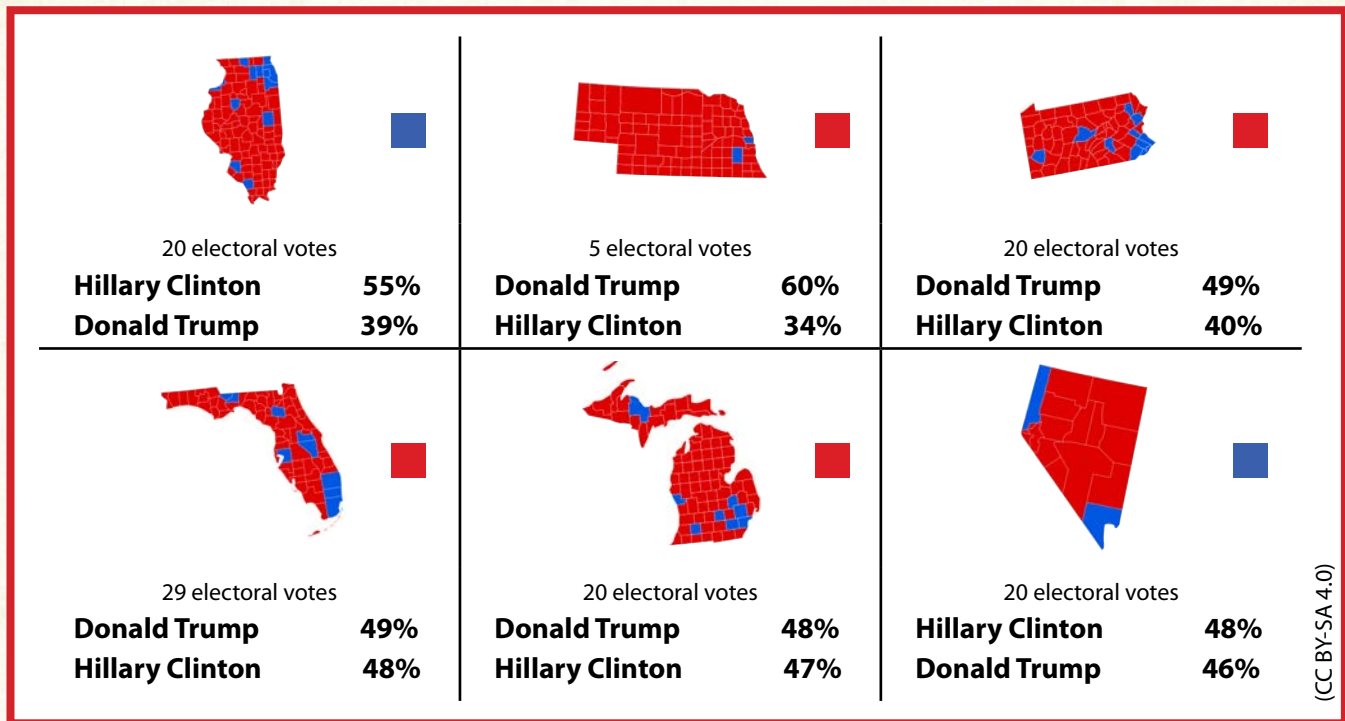 20 electoral votes
Hillary Clinton 55%
Donald Trump 39%
5 electoral votes
Donald Trump 60%
Hillary Clinton 34%
20 electoral votes
Donald Trump 49%
Hillary Clinton 40%
29 electoral votes
Donald Trump 49%
Hillary Clinton 48%
20 electoral votes
Donald Trump 48%
Hillary Clinton 47%
20 electoral votes
Hillary Clinton 48%
Donald Trump 46%
(CC BY-SA 4.0)